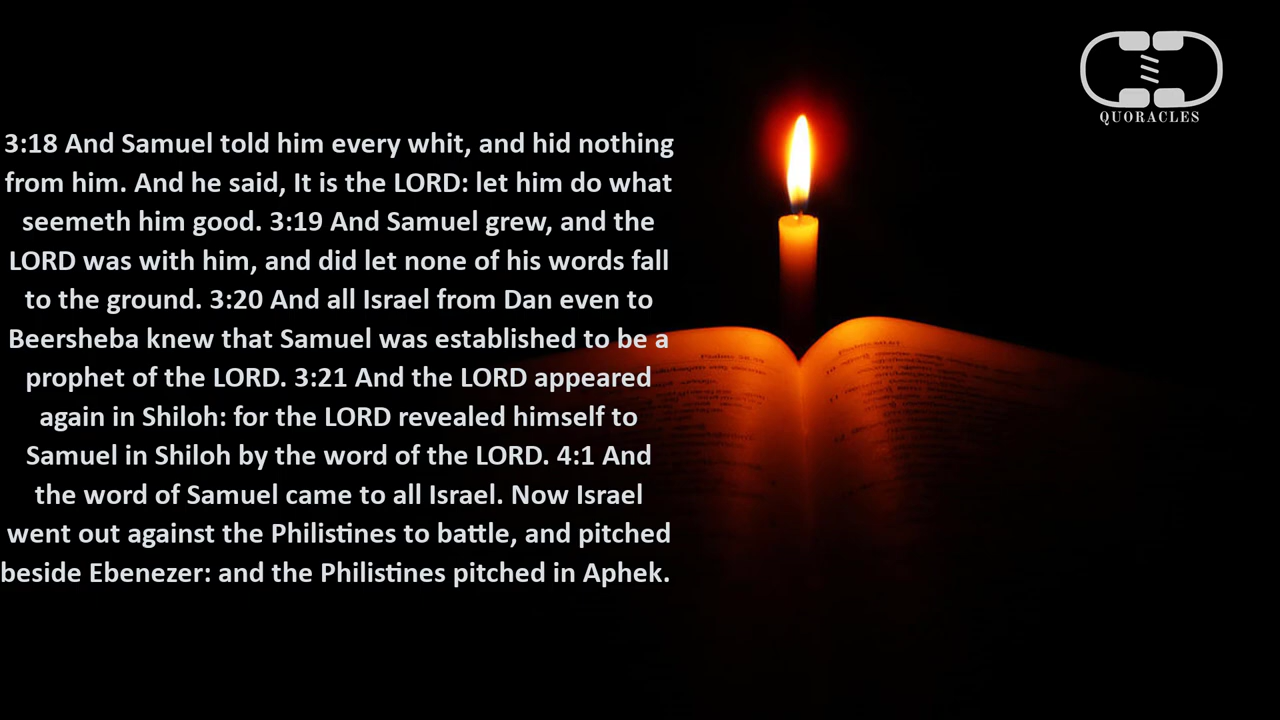 3:18 And Samuel told him every whit, and hid nothing
from him. And he said, It is the LORD: let him do what
seemeth him good. 3:19 And Samuel grew, and the
LORD was with him, and did let none of his words fall
to the ground. 3:20 And all Israel from Dan even to
Beersheba knew that Samuel was established to be a
prophet of the LORD. 3:21 And the LORD appeared
again in Shiloh: for the LORD revealed himself to
Samuel in Shiloh by the word of the LORD. 4:1 And
the word of Samuel came to all Israel. Now Israel
went out against the Philistines to battle, and pitched
beside Ebenezer: and the Philistines pitched in Aphek.
QUORACLES